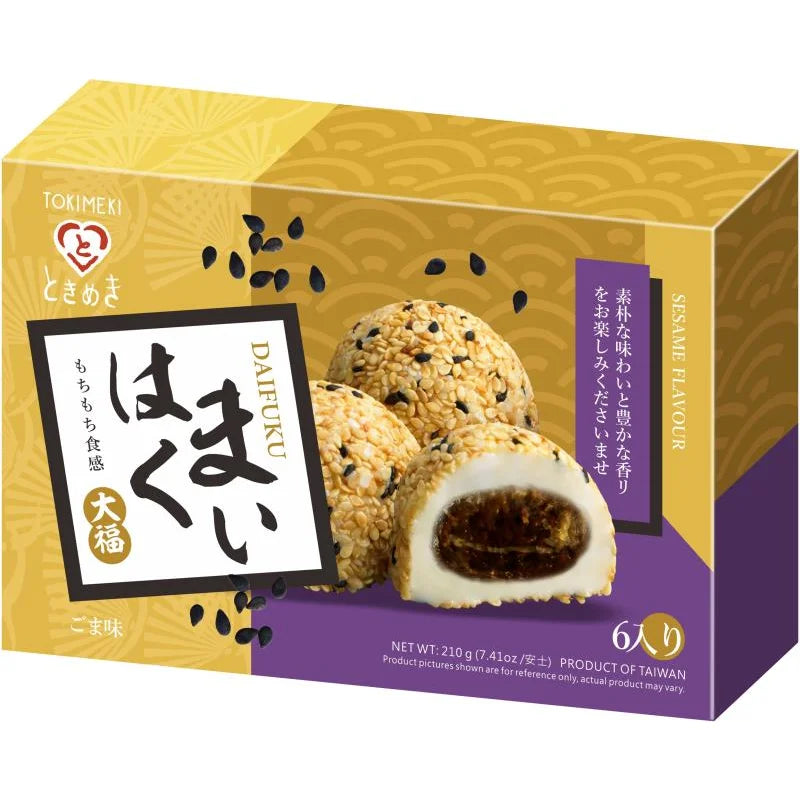 TOKIMEKI
と
ときめき
まい
はく
DAIFUKU
もちもち食感
大福
ごま味
素朴な味わいと豊かな香り
をお楽しみくださいませ
SESAME FLAVOUR
6入り
NET WT: 210 g (7.41oz /安士)
PRODUCT OF TAIWAN
Product pictures shown are for reference only, actual product may vary.